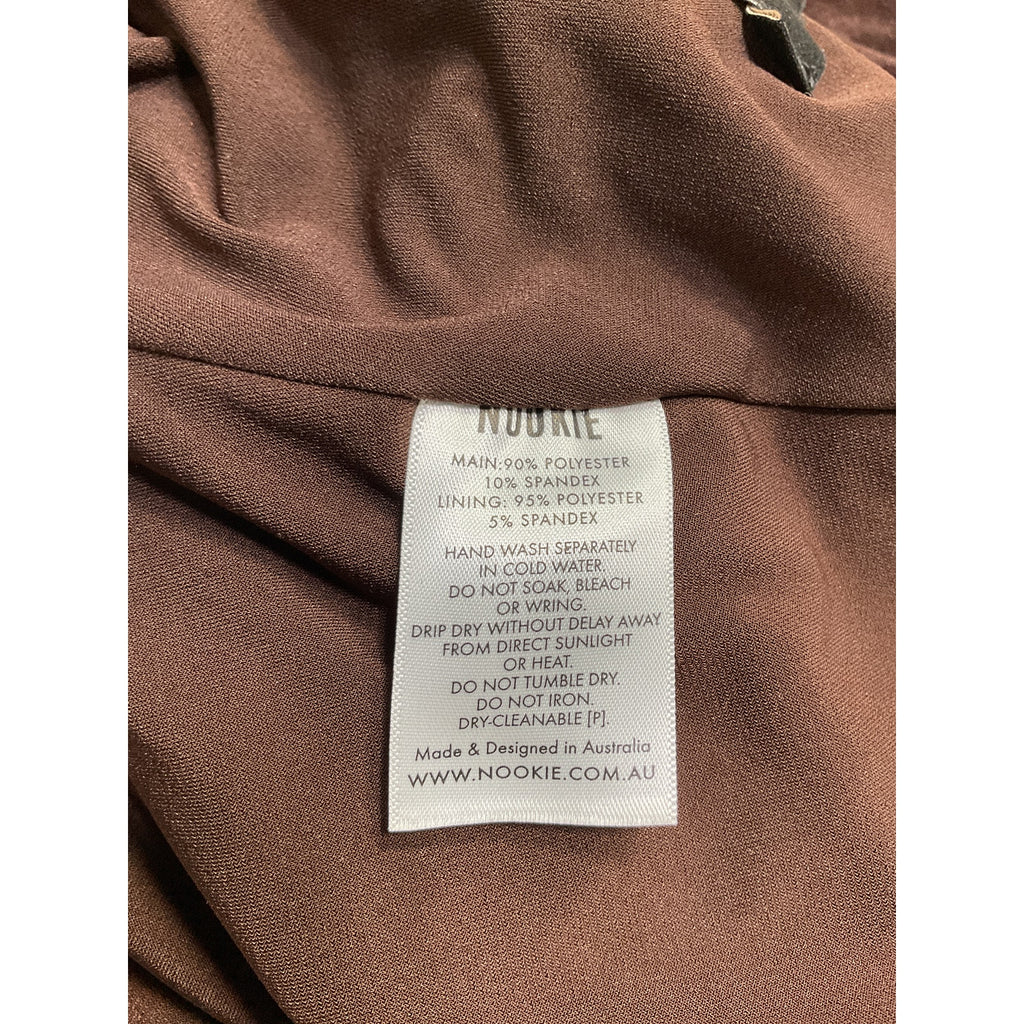 NOOKIE
MAIN:90% POLYESTER
10% SPANDEX
LINING: 95% POLYESTER
5% SPANDEX
HAND WASH SEPARATELY
IN COLD WATER.
DO NOT SOAK, BLEACH
OR WRING.
DRIP DRY WITHOUT DELAY AWAY
FROM DIRECT SUNLIGHT
OR HEAT.
DO NOT TUMBLE DRY.
DO NOT IRON.
DRY-CLEANABLE [P].
Made & Designed in Australia
WWW.NOOKIE.COM.AU